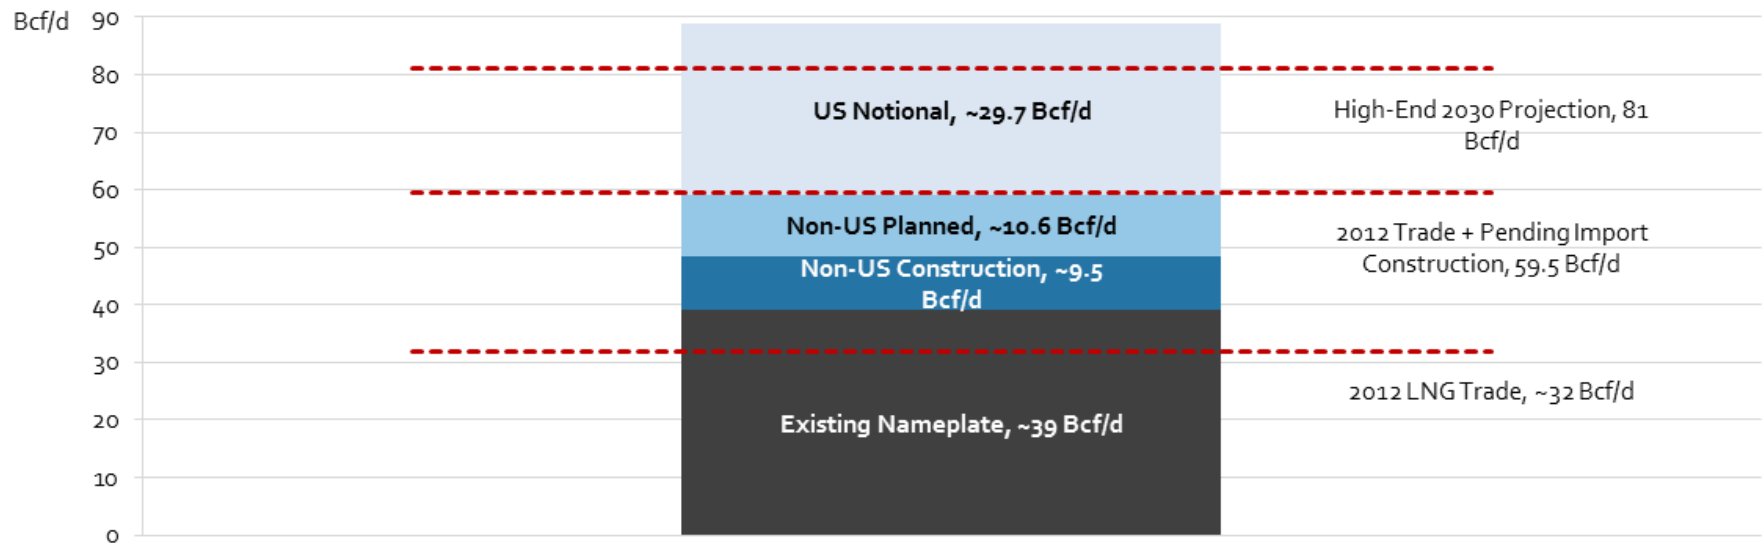 Bcf/d
90
80
70
60
50
40
30
20
10
0
US Notional, ~29.7 Bcf/d
Non-US Planned, ~10.6 Bcf/d
Non-US Construction, ~9.5
Bcf/d
Existing Nameplate, ~39 Bcf/d
High-End 2030 Projection, 81
Bcf/d
2012 Trade + Pending Import
Construction, 59.5 Bcf/d
2012 LNG Trade, ~32 Bcf/d